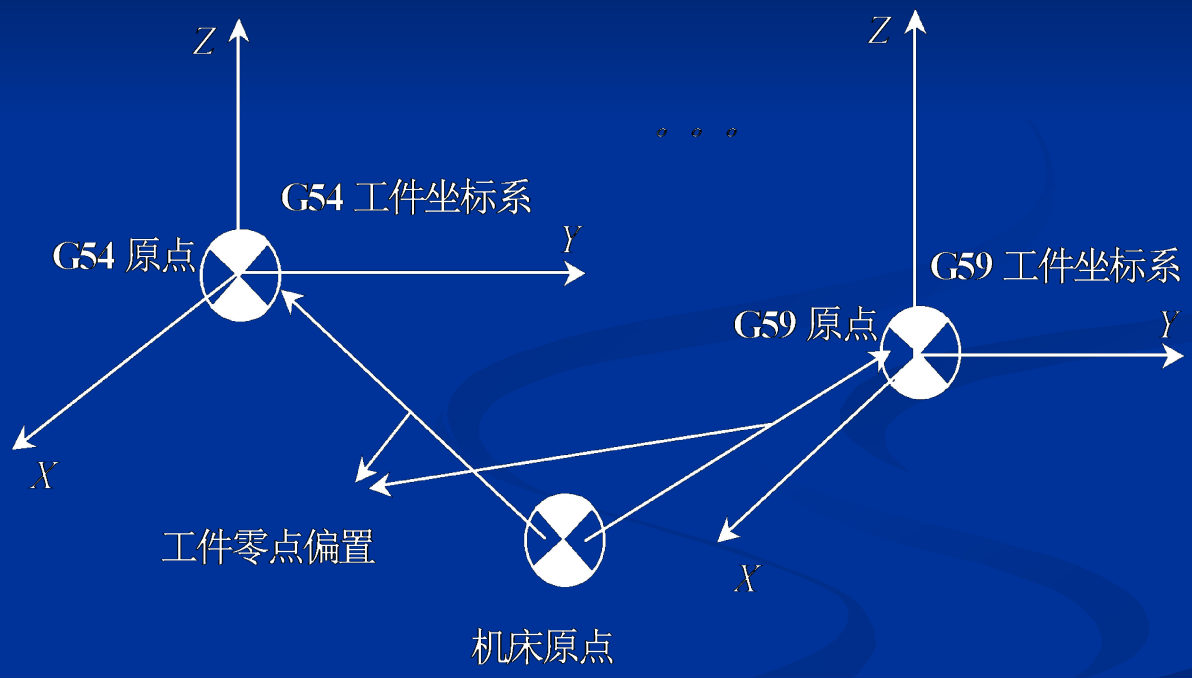 Z
Z
。。。
G54 工件坐标系
Y
G54 原点
G59 工件坐标系
G59 原点
Y
X
工件零点偏置
X
机床原点